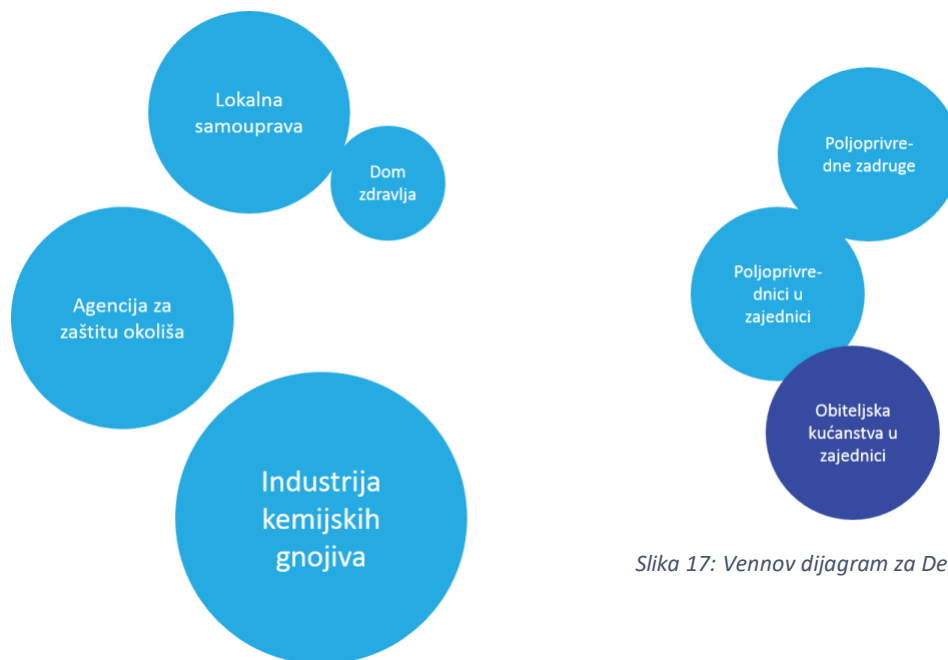 Lokalna
samouprava
Dom
zdravlja
Agencija za
zaštitu okoliša
Industrija
kemijskih
gnojiva
Poljoprivre-
dne zadruge
Poljoprivre-
dnici u
zajednici
Obiteljska
kućanstva u
zajednici
Slika 17: Vennov dijagram za De